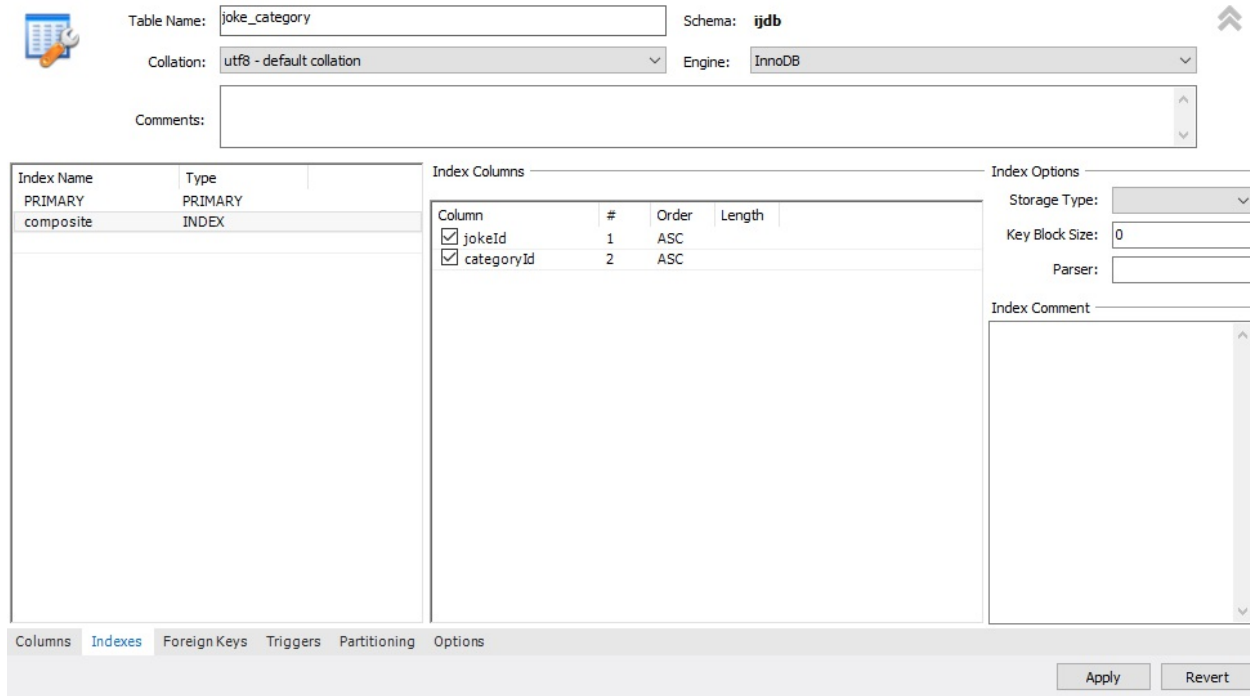 Table Name: joke_category Schema: ijdb
Collation: utf8 - default collation Engine: InnoDB
Comments:
Index Name Type
PRIMARY PRIMARY
composite INDEX
Index Columns
Column # Order Length
jokeId 1 ASC
categoryId 2 ASC
Index Options
Storage Type:
Key Block Size: 0
Parser:
Index Comment
Columns Indexes Foreign Keys Triggers Partitioning Options
Apply Revert